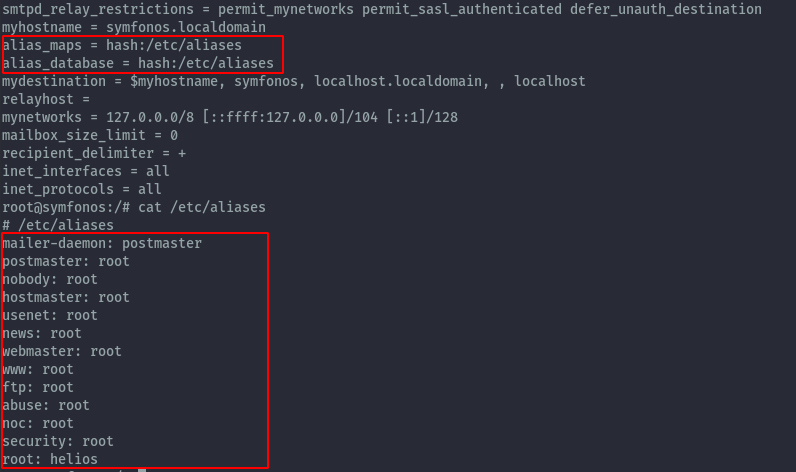 smtpd_relay_restrictions = permit_mynetworks permit_sasl_authenticated defer_unauth_destination
myhostname = symfonos.localdomain
alias_maps = hash:/etc/aliases
alias_database = hash:/etc/aliases
mydestination = $myhostname, symfonos, localhost.localdomain, , localhost
relayhost =
mynetworks = 127.0.0.0/8 [::ffff:127.0.0.0]/104 [::1]/128
mailbox_size_limit = 0
recipient_delimiter = +
inet_interfaces = all
inet_protocols = all
root@symfonos:/# cat /etc/aliases
# /etc/aliases
mailer-daemon: postmaster
postmaster: root
nobody: root
hostmaster: root
usenet: root
news: root
webmaster: root
www: root
ftp: root
abuse: root
noc: root
security: root
root: helios